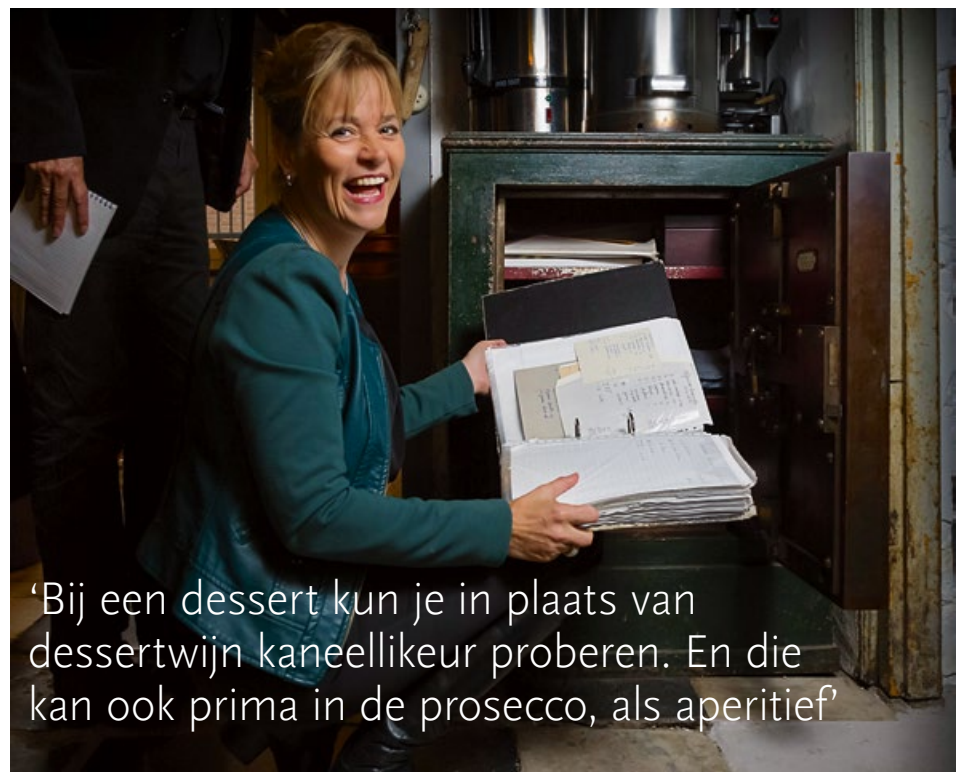 ‘Bij een dessert kun je in plaats van
dessertwijn kaneellikeur proberen. En die
kan ook prima in de prosecco, als aperitief’